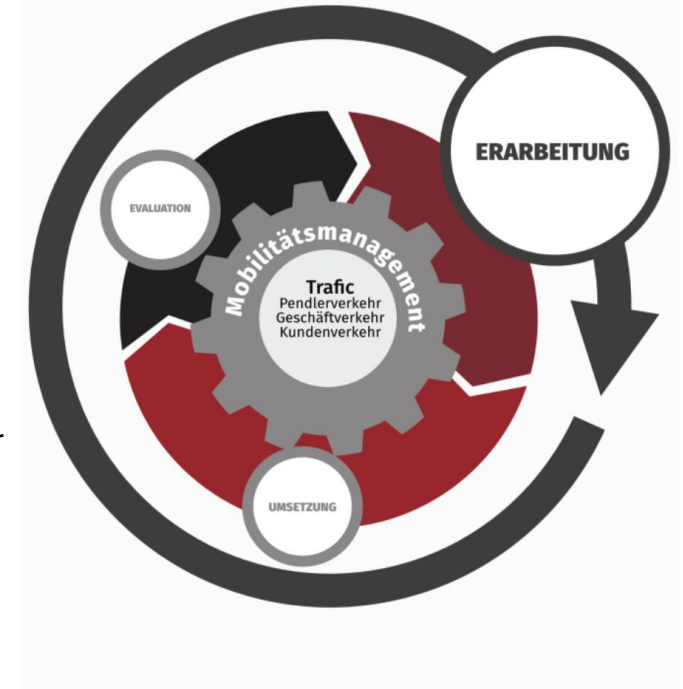 ERARBEITUNG
EVALUATION
Mobilitätsmanagement
Trafic
Pendlerverkehr
Geschäftverkehr
Kundenverkehr
UMSETZUNG